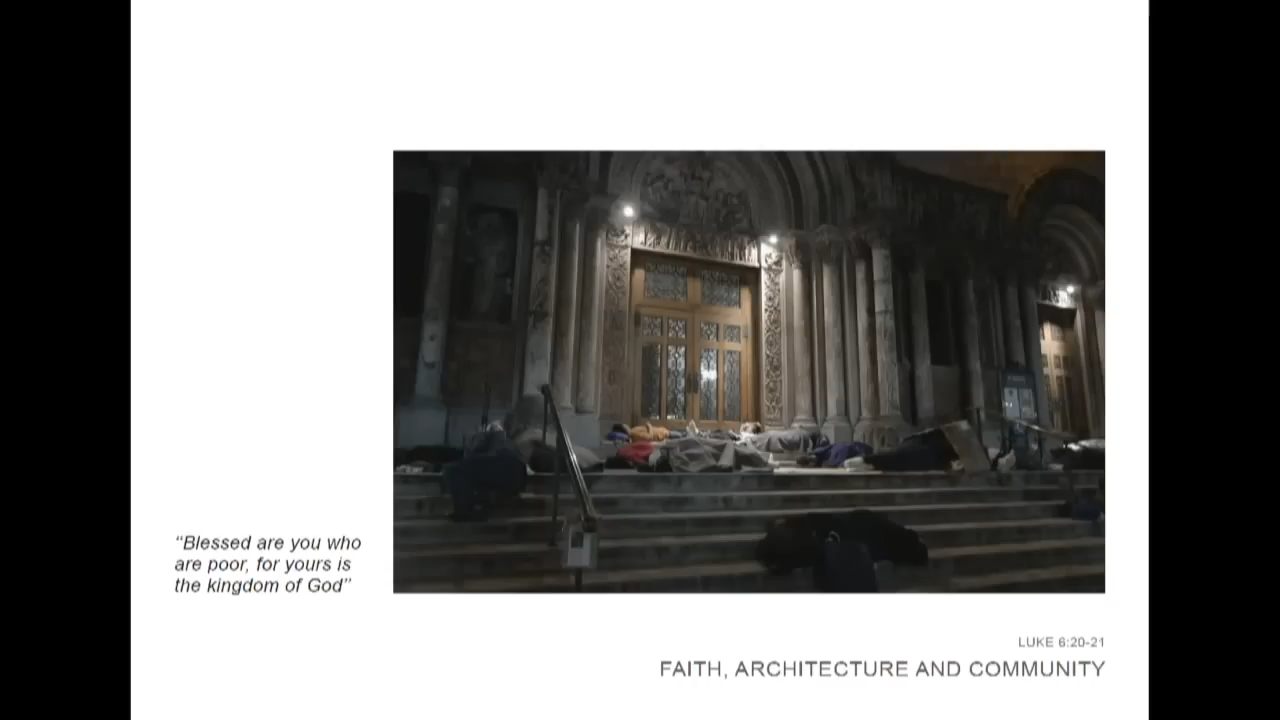 “Blessed are you who
are poor, for yours is
the kingdom of God”
LUKE 6:20-21
FAITH, ARCHITECTURE AND COMMUNITY